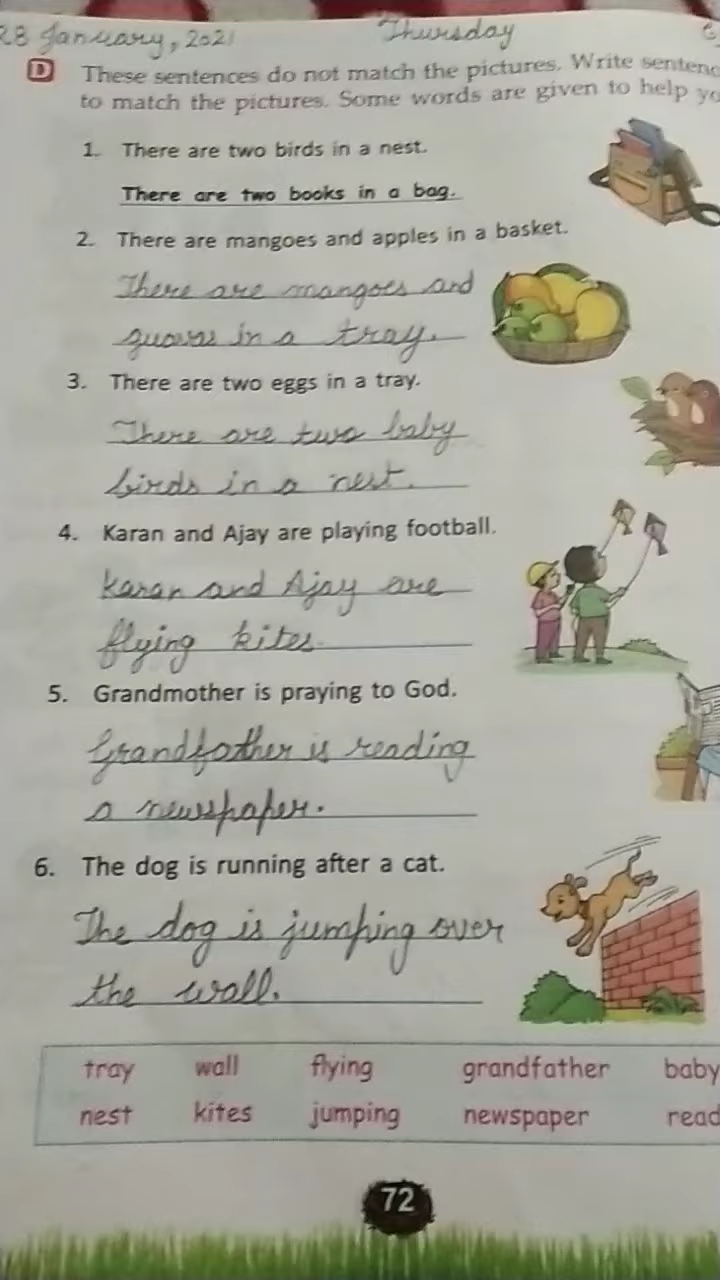 28 January, 2021 Thursday
D These sentences do not match the pictures. Write sentenc
to match the pictures. Some words are given to help yo
1. There are two birds in a nest.
There are two books in a bag.
2. There are mangoes and apples in a basket.
There are mangoes and
guavas in a tray.
3. There are two eggs in a tray.
There are two baby
birds in a nest.
4. Karan and Ajay are playing football.
Karan and Ajay are
flying kites.
5. Grandmother is praying to God.
Grandfather is reading
a newspaper.
6. The dog is running after a cat.
The dog is jumping over
the wall.
tray wall flying grandfather baby
nest kites jumping newspaper read
72